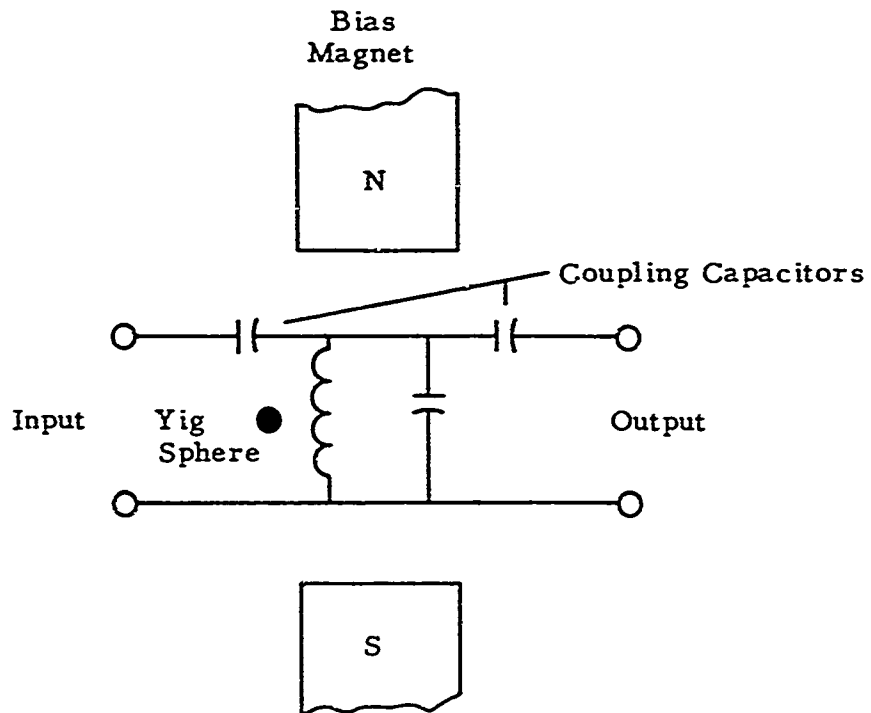 Bias
Magnet
N
Coupling Capacitors
Input
Yig
Sphere
Output
S